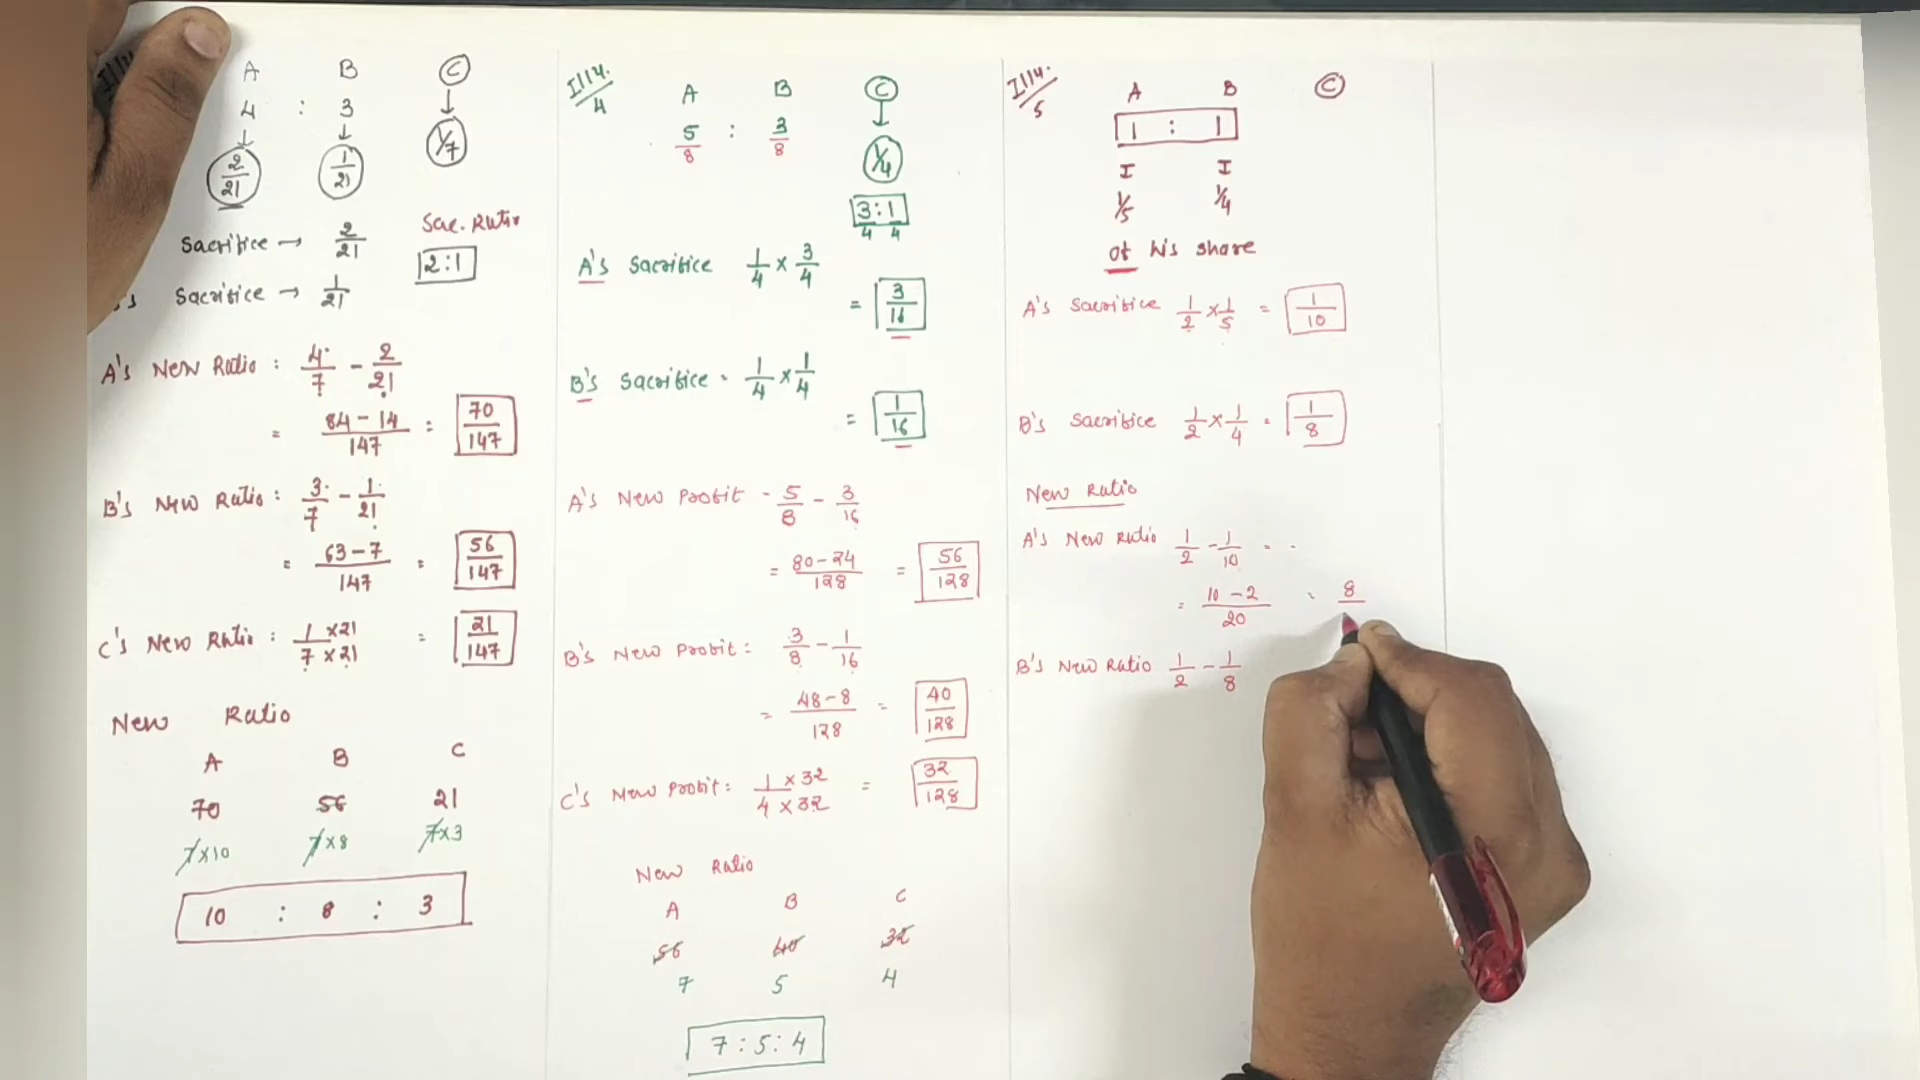 A B C
4 : 3
2/21 1/21 1/7
Sacrifice → 2/21
Sac. Ratio
2:1
's Sacrifice → 1/21
A's New Ratio : 4/7 - 2/21
= 84-14/147 = 70/147
B's New Ratio : 3/7 - 1/21
= 63-7/147 = 56/147
C's New Ratio : 1×21/7×21 = 21/147
New Ratio
A B C
70 56 21
7×10 7×8 7×3
10 : 8 : 3
Ill4.
4
A B C
5/8 : 3/8 1/4
3:1
4 4
A's Sacrifice 1/4 × 3/4
= 3/16
B's Sacrifice = 1/4 × 1/4
= 1/16
A's New Profit - 5/8 - 3/16
= 80-24/128 = 56/128
B's New Profit : 3/8 - 1/16
= 48-8/128 = 40/128
C's New Profit : 1×32/4×32 = 32/128
New Ratio
A B C
56 40 32
7 5 4
7:5:4
Ill4.
5
A B C
1 : 1
I I
1/5 1/4
Of his share
A's Sacrifice 1/2 × 1/5 = 1/10
B's Sacrifice 1/2 × 1/4 = 1/8
New Ratio
A's New Ratio 1/2 - 1/10 =
= 10-2/20 = 8
B's New Ratio 1/2 - 1/8